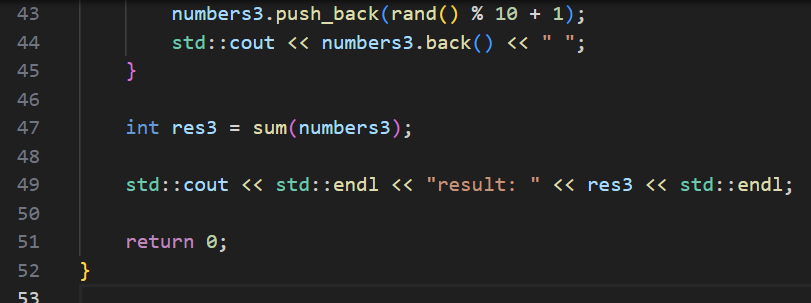 43 numbers3.push_back(rand() % 10 + 1);
44 std::cout << numbers3.back() << " ";
45 }
46
47 int res3 = sum(numbers3);
48
49 std::cout << std::endl << "result: " << res3 << std::endl;
50
51 return 0;
52 }
53